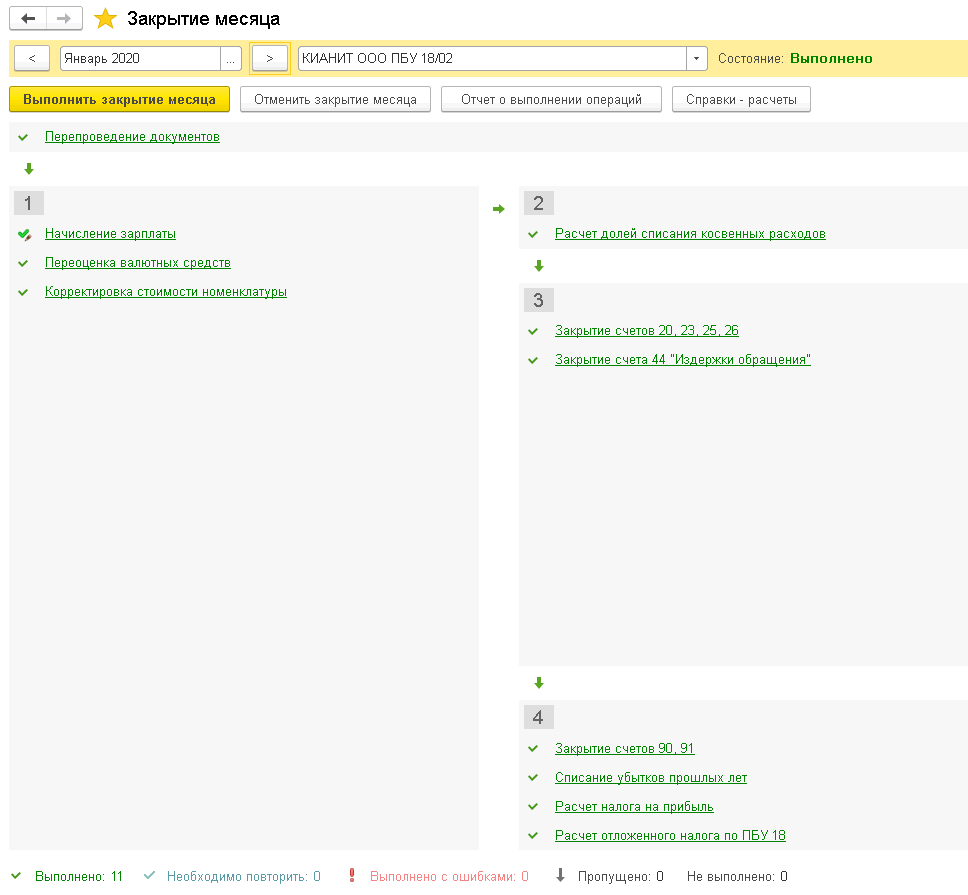 Закрытие месяца
< Январь 2020 ... > КИАНИТ ООО ПБУ 18/02 Состояние: Выполнено
Выполнить закрытие месяца Отменить закрытие месяца Отчет о выполнении операций Справки - расчеты
Перепроведение документов
1
Начисление зарплаты
Переоценка валютных средств
Корректировка стоимости номенклатуры
2
Расчет долей списания косвенных расходов
3
Закрытие счетов 20, 23, 25, 26
Закрытие счета 44 "Издержки обращения"
4
Закрытие счетов 90, 91
Списание убытков прошлых лет
Расчет налога на прибыль
Расчет отложенного налога по ПБУ 18
Выполнено: 11 Необходимо повторить: 0 Выполнено с ошибками: 0 Пропущено: 0 Не выполнено: 0